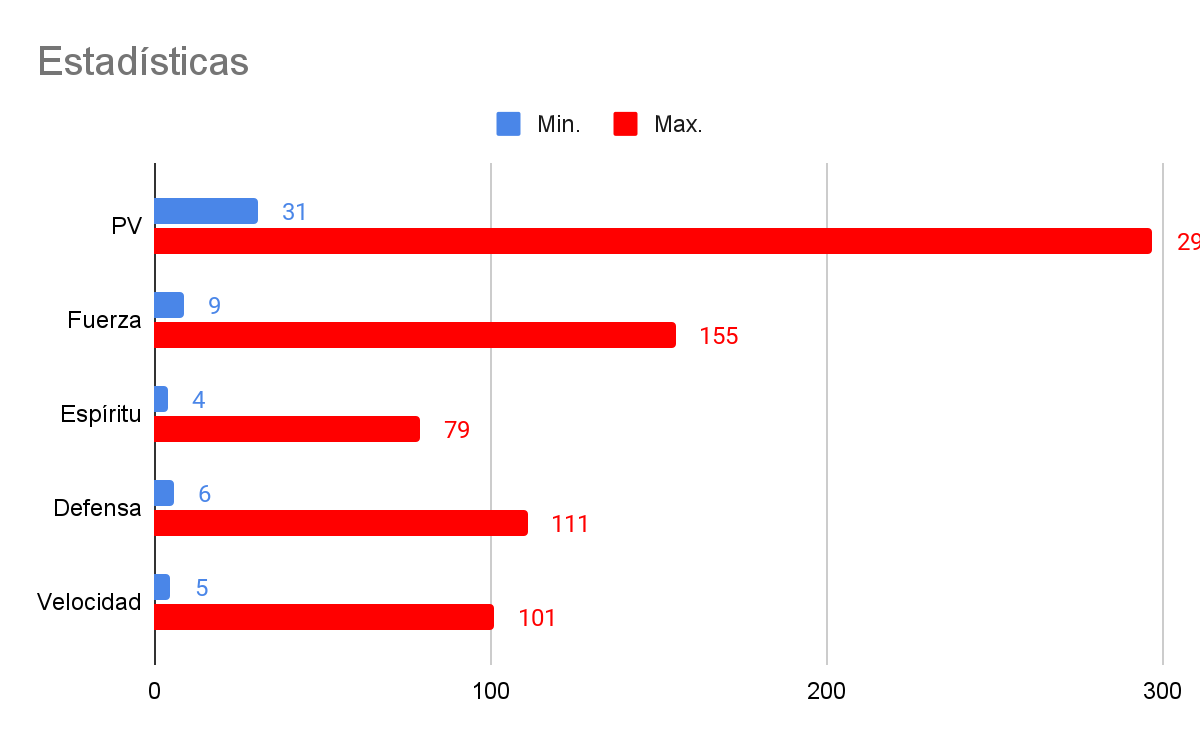 Estadísticas
Min. Max.
PV 31
Fuerza 9
155
Espíritu 4
79
Defensa 6
111
Velocidad 5
101
0 100 200 300